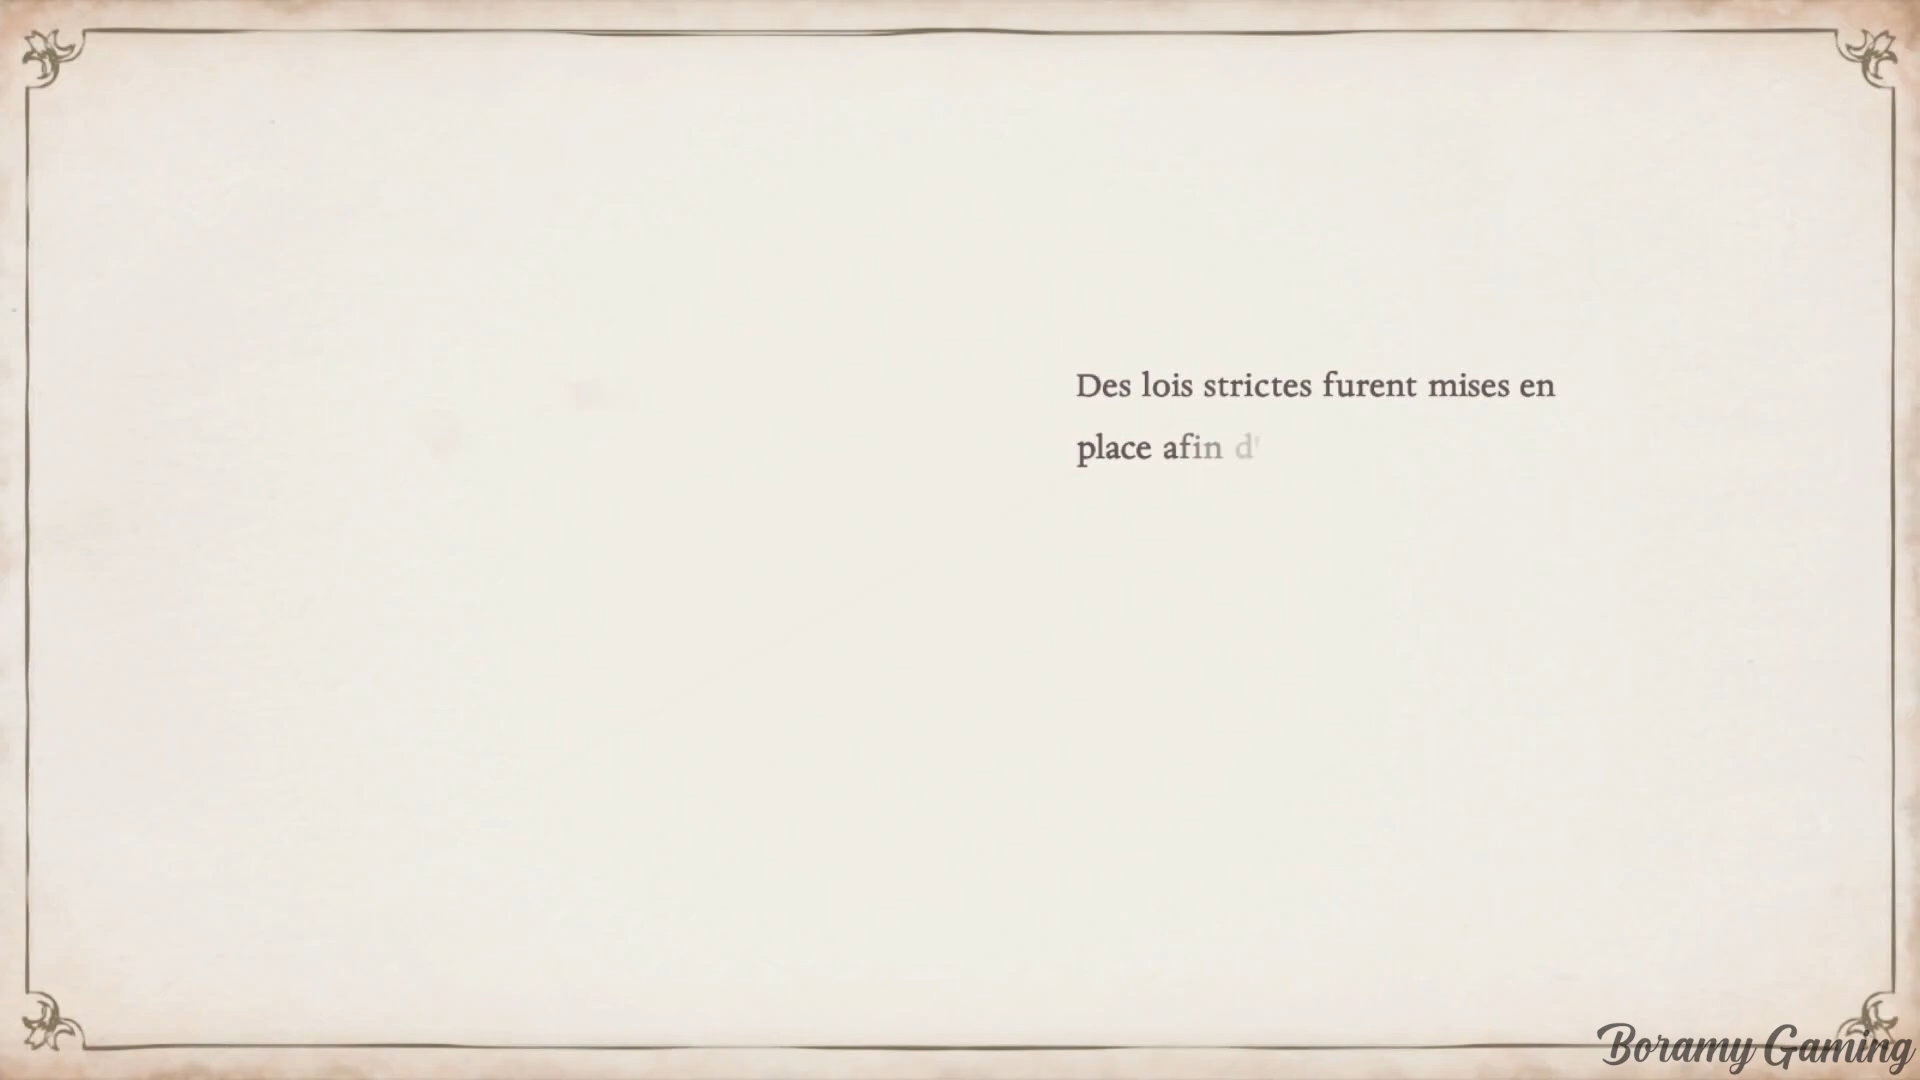 Des lois strictes furent mises en
place afin d'
Boramy Gaming